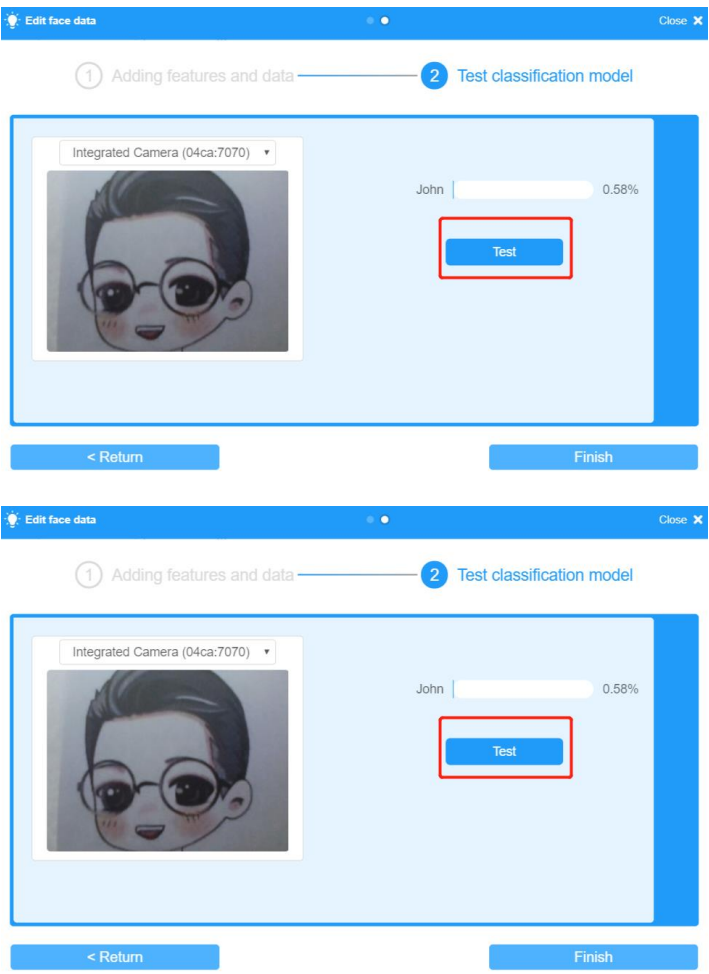 Edit face data
Close ✕
1 Adding features and data
2 Test classification model
Integrated Camera (04ca:7070)
John 0.58%
Test
< Return
Finish
Edit face data
Close ✕
1 Adding features and data
2 Test classification model
Integrated Camera (04ca:7070)
John 0.58%
Test
< Return
Finish